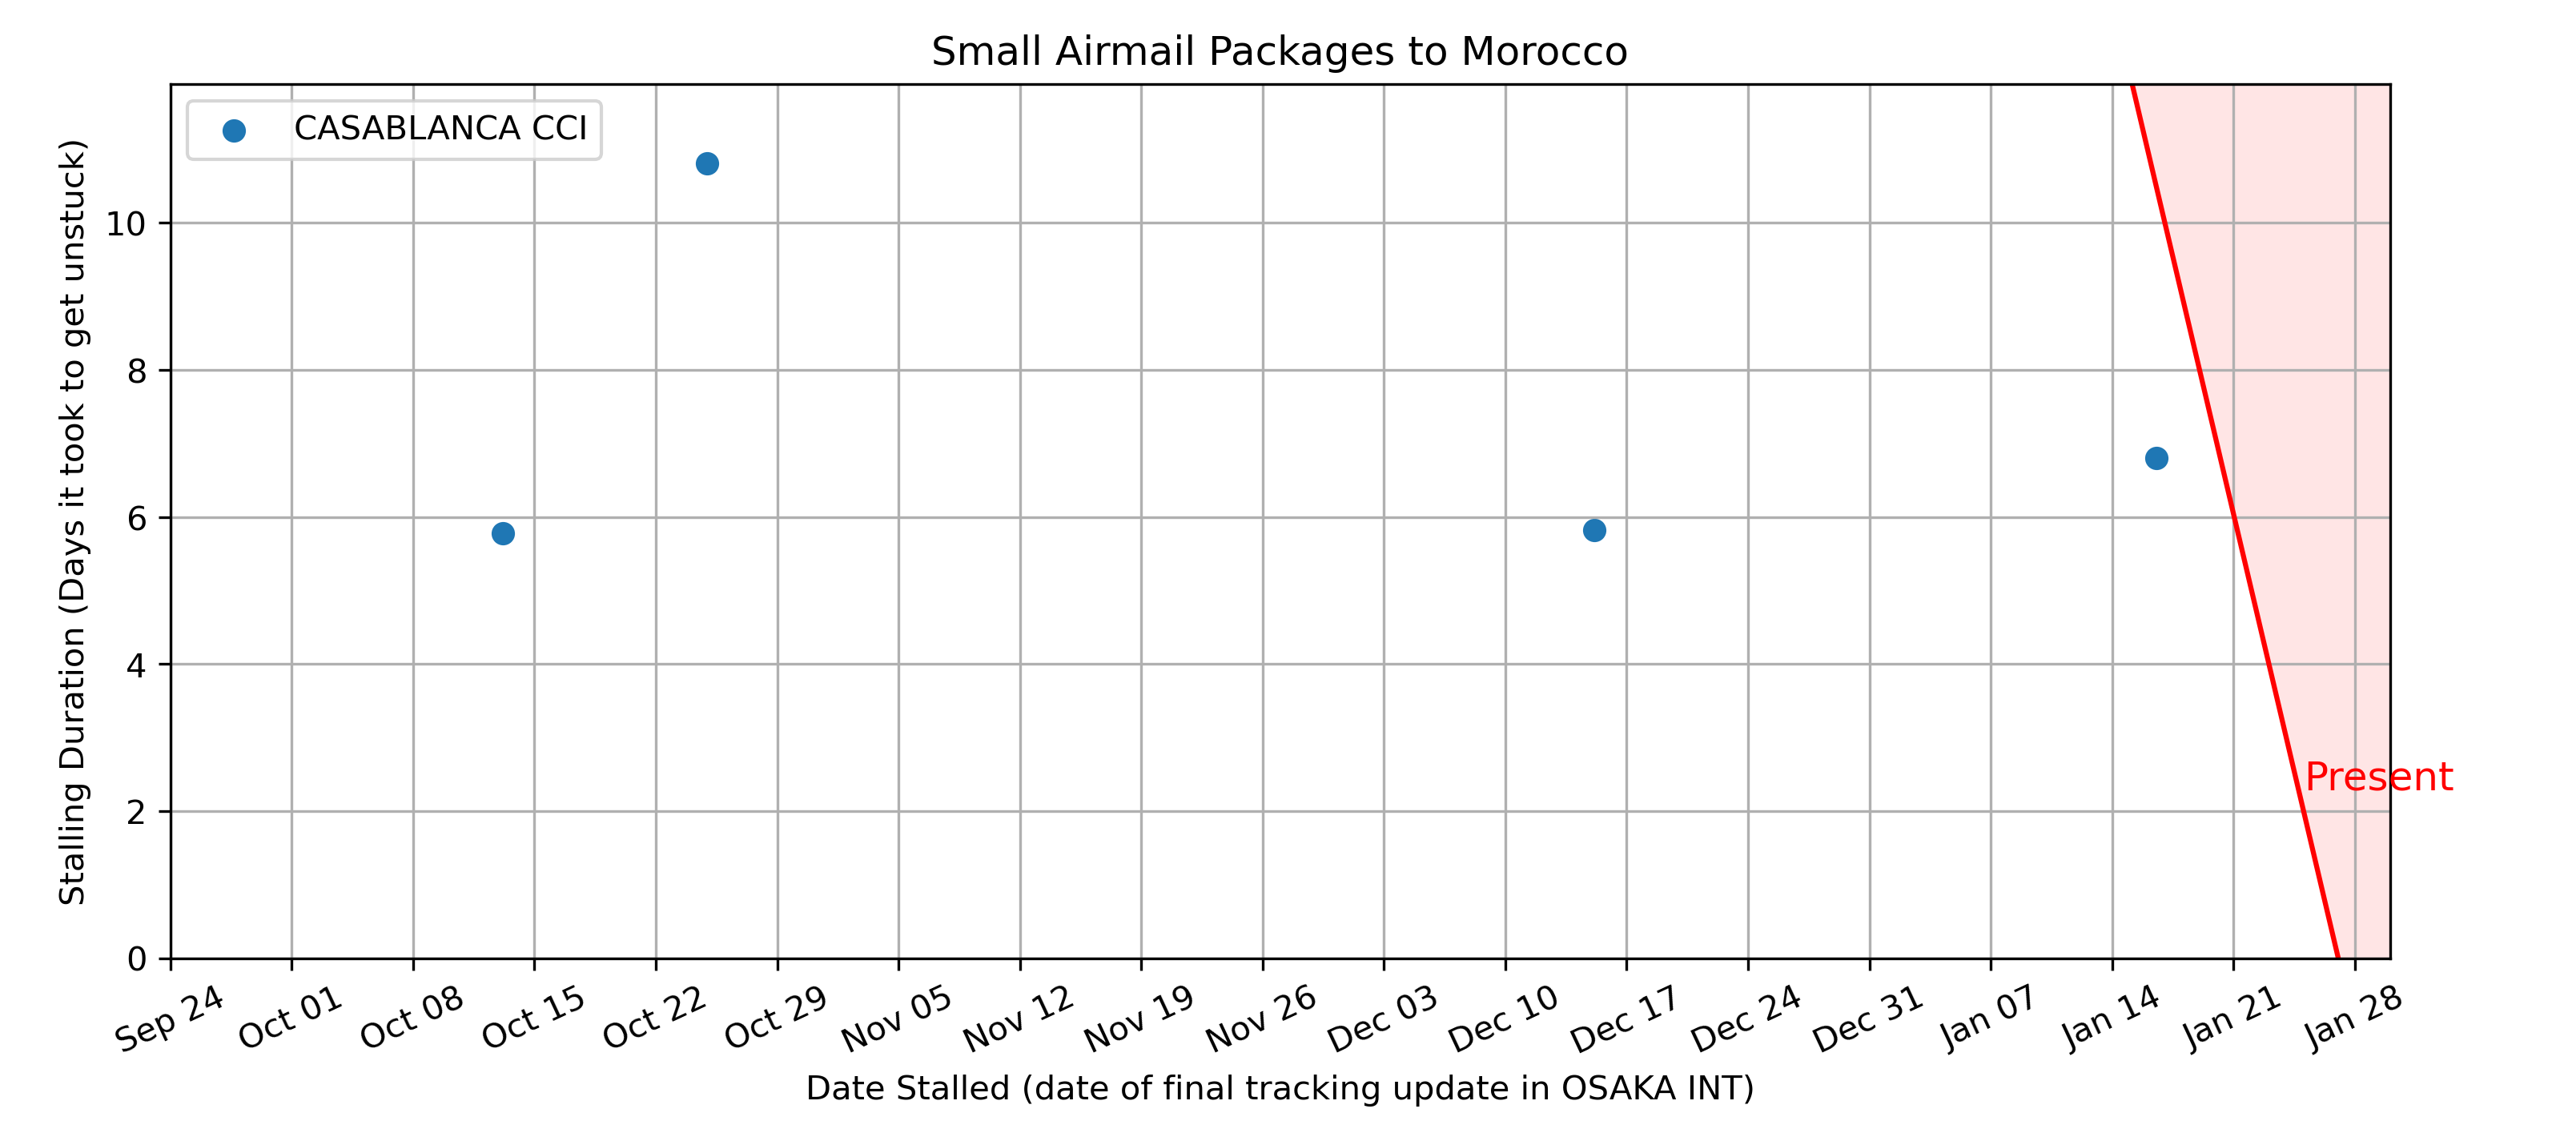 Small Airmail Packages to Morocco
CASABLANCA CCI
Stalling Duration (Days it took to get unstuck)
10
8
6
4
2
0
Present
Sep 24
Oct 01
Oct 08
Oct 15
Oct 22
Oct 29
Nov 05
Nov 12
Nov 19
Nov 26
Dec 03
Dec 10
Dec 17
Dec 24
Dec 31
Jan 07
Jan 14
Jan 21
Jan 28
Date Stalled (date of final tracking update in OSAKA INT)